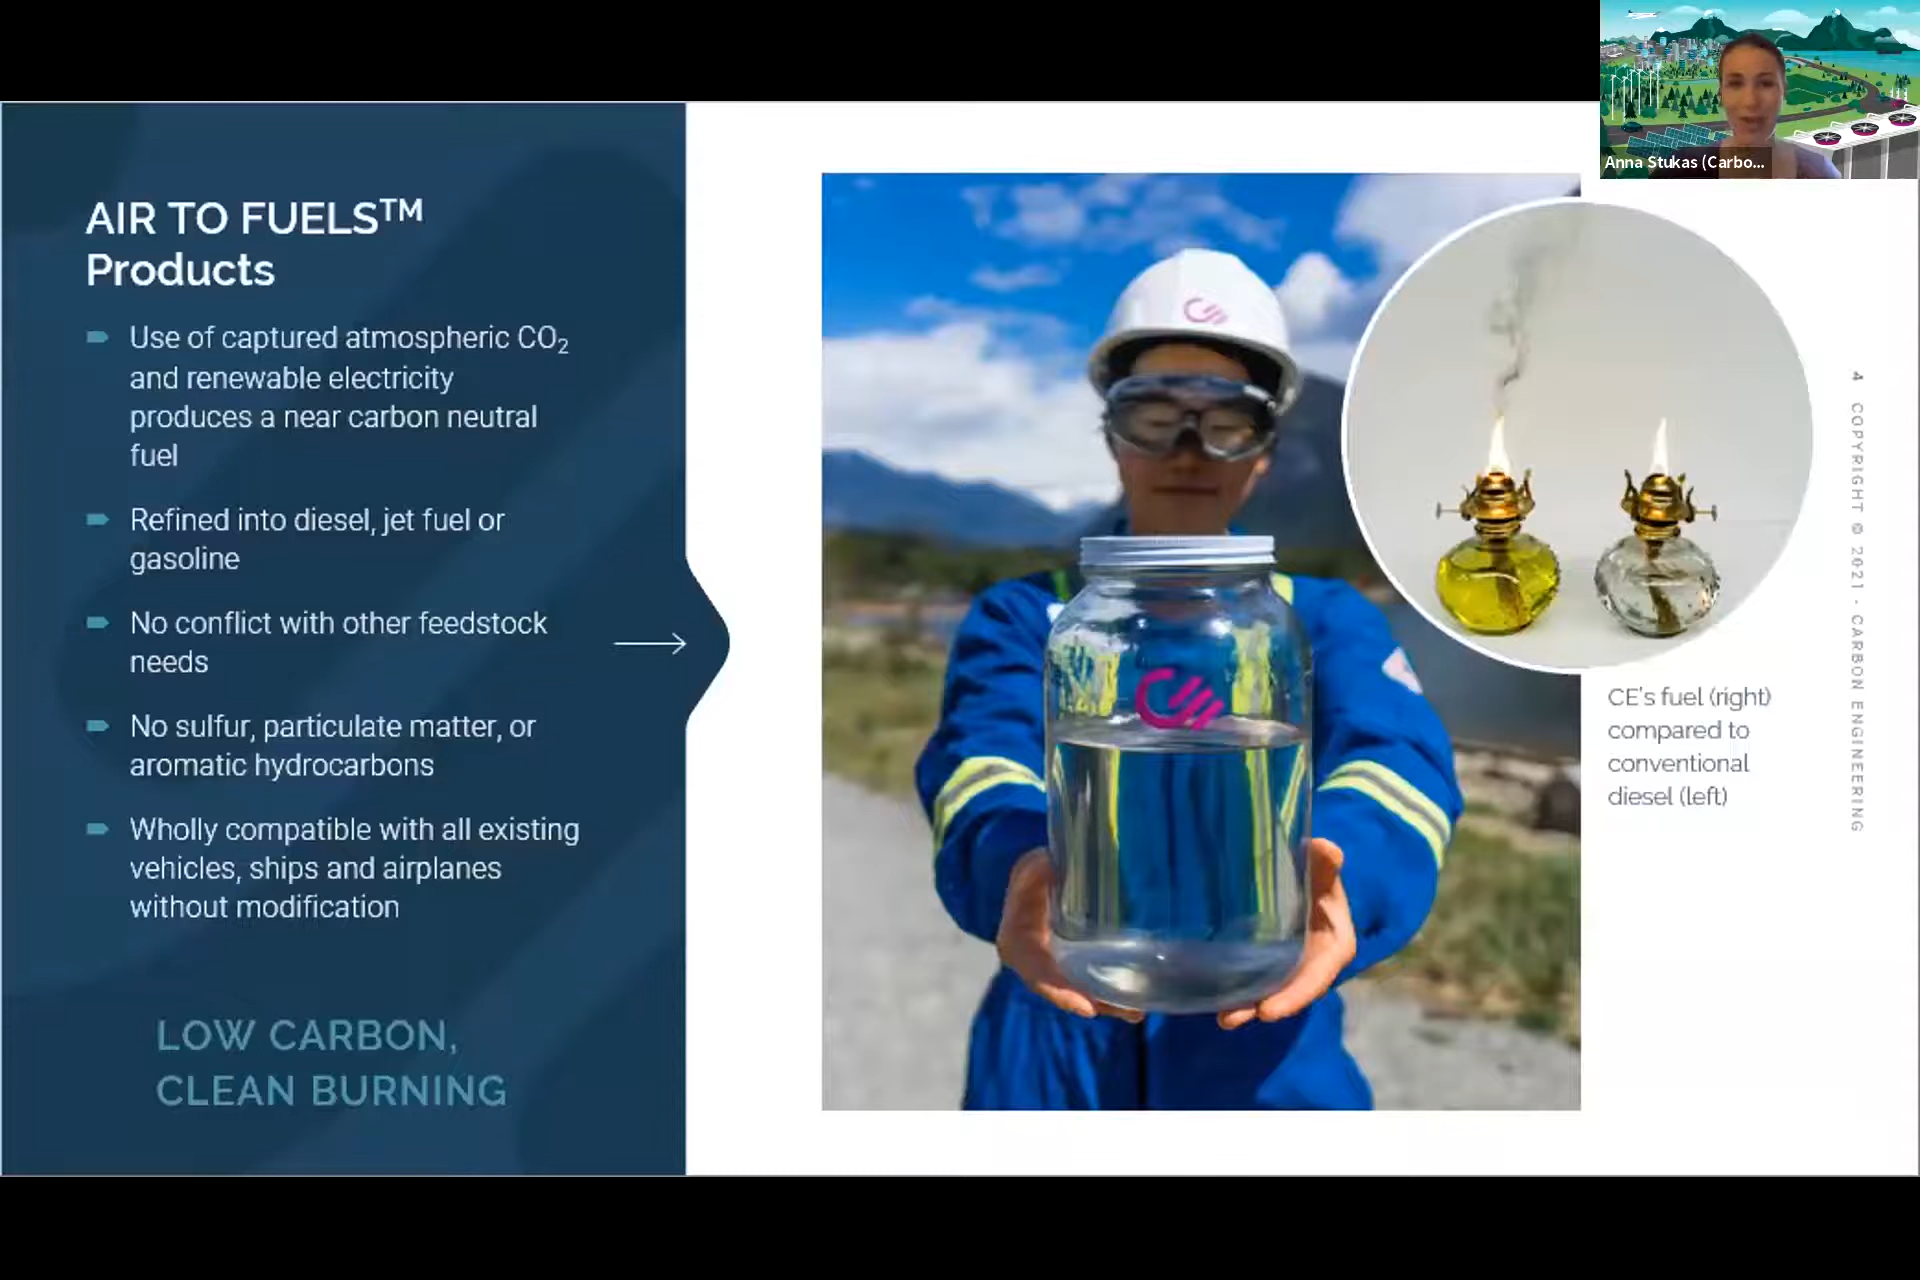 Anna Stukas (Carbo...
AIR TO FUELS™
Products
Use of captured atmospheric CO₂
and renewable electricity
produces a near carbon neutral
fuel
Refined into diesel, jet fuel or
gasoline
No conflict with other feedstock
needs
No sulfur, particulate matter, or
aromatic hydrocarbons
Wholly compatible with all existing
vehicles, ships and airplanes
without modification
LOW CARBON,
CLEAN BURNING
CE's fuel (right)
compared to
conventional
diesel (left)
4 COPYRIGHT © 2021 - CARBON ENGINEERING